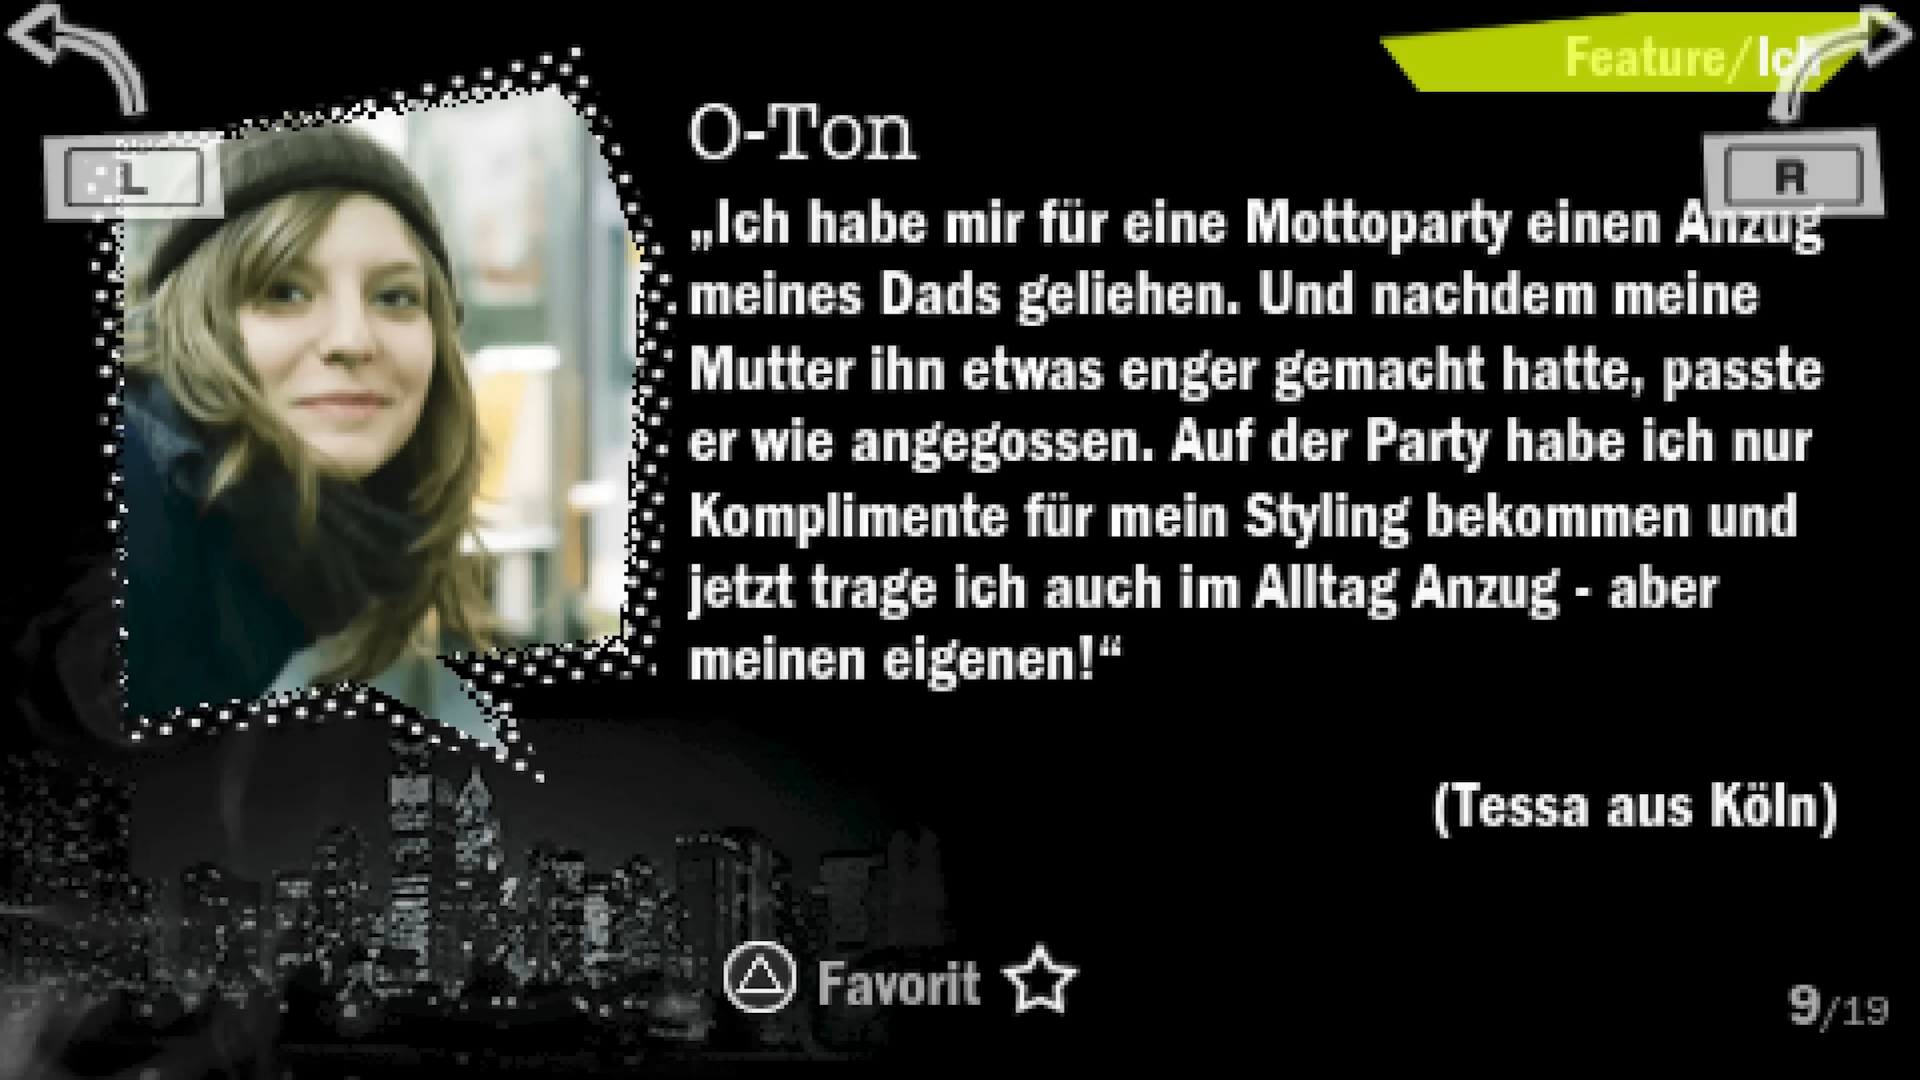 Feature/Ich
L
R
O-Ton
„Ich habe mir für eine Mottoparty einen Anzug
meines Dads geliehen. Und nachdem meine
Mutter ihn etwas enger gemacht hatte, passte
er wie angegossen. Auf der Party habe ich nur
Komplimente für mein Styling bekommen und
jetzt trage ich auch im Alltag Anzug - aber
meinen eigenen!“
(Tessa aus Köln)
Favorit
9/19